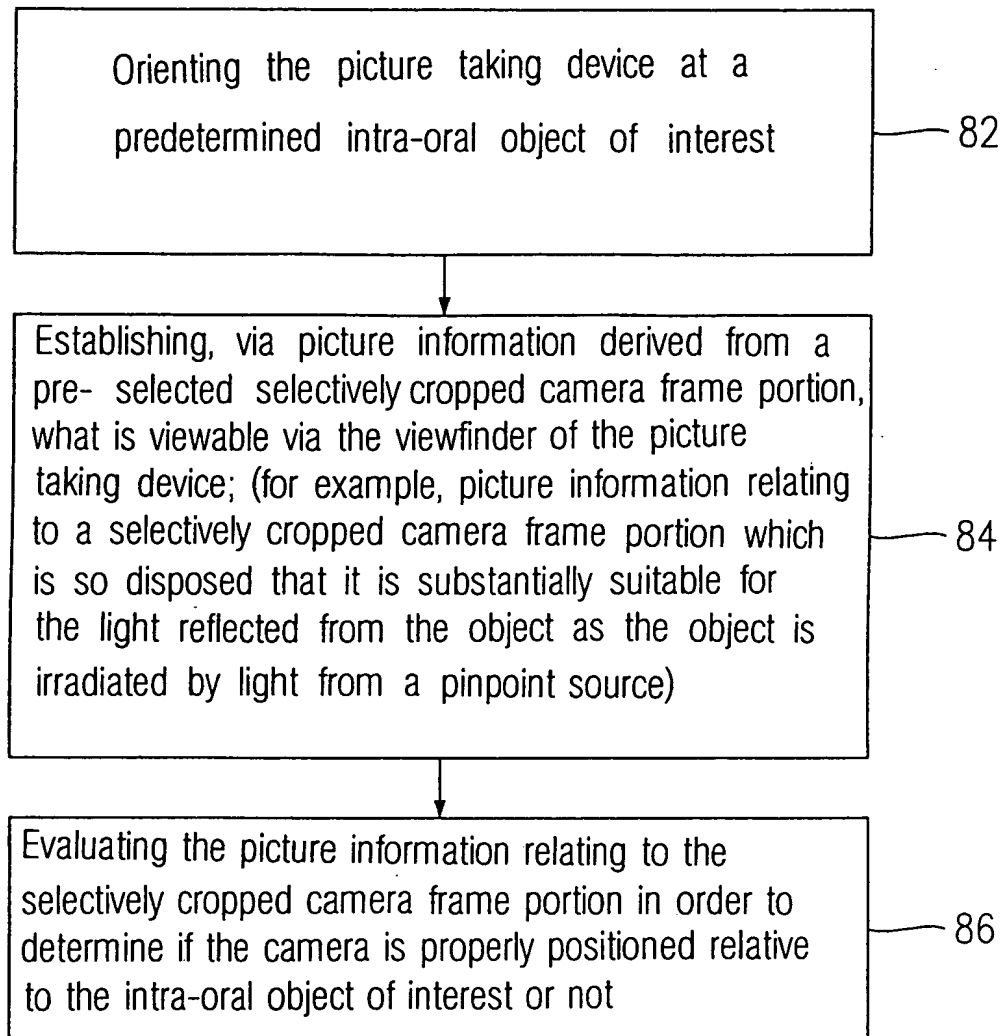 Orienting the picture taking device at a
predetermined intra-oral object of interest
82
Establishing, via picture information derived from a
pre- selected selectively cropped camera frame portion,
what is viewable via the viewfinder of the picture
taking device; (for example, picture information relating
to a selectively cropped camera frame portion which
is so disposed that it is substantially suitable for
the light reflected from the object as the object is
irradiated by light from a pinpoint source)
84
Evaluating the picture information relating to the
selectively cropped camera frame portion in order to
determine if the camera is properly positioned relative
to the intra-oral object of interest or not
86